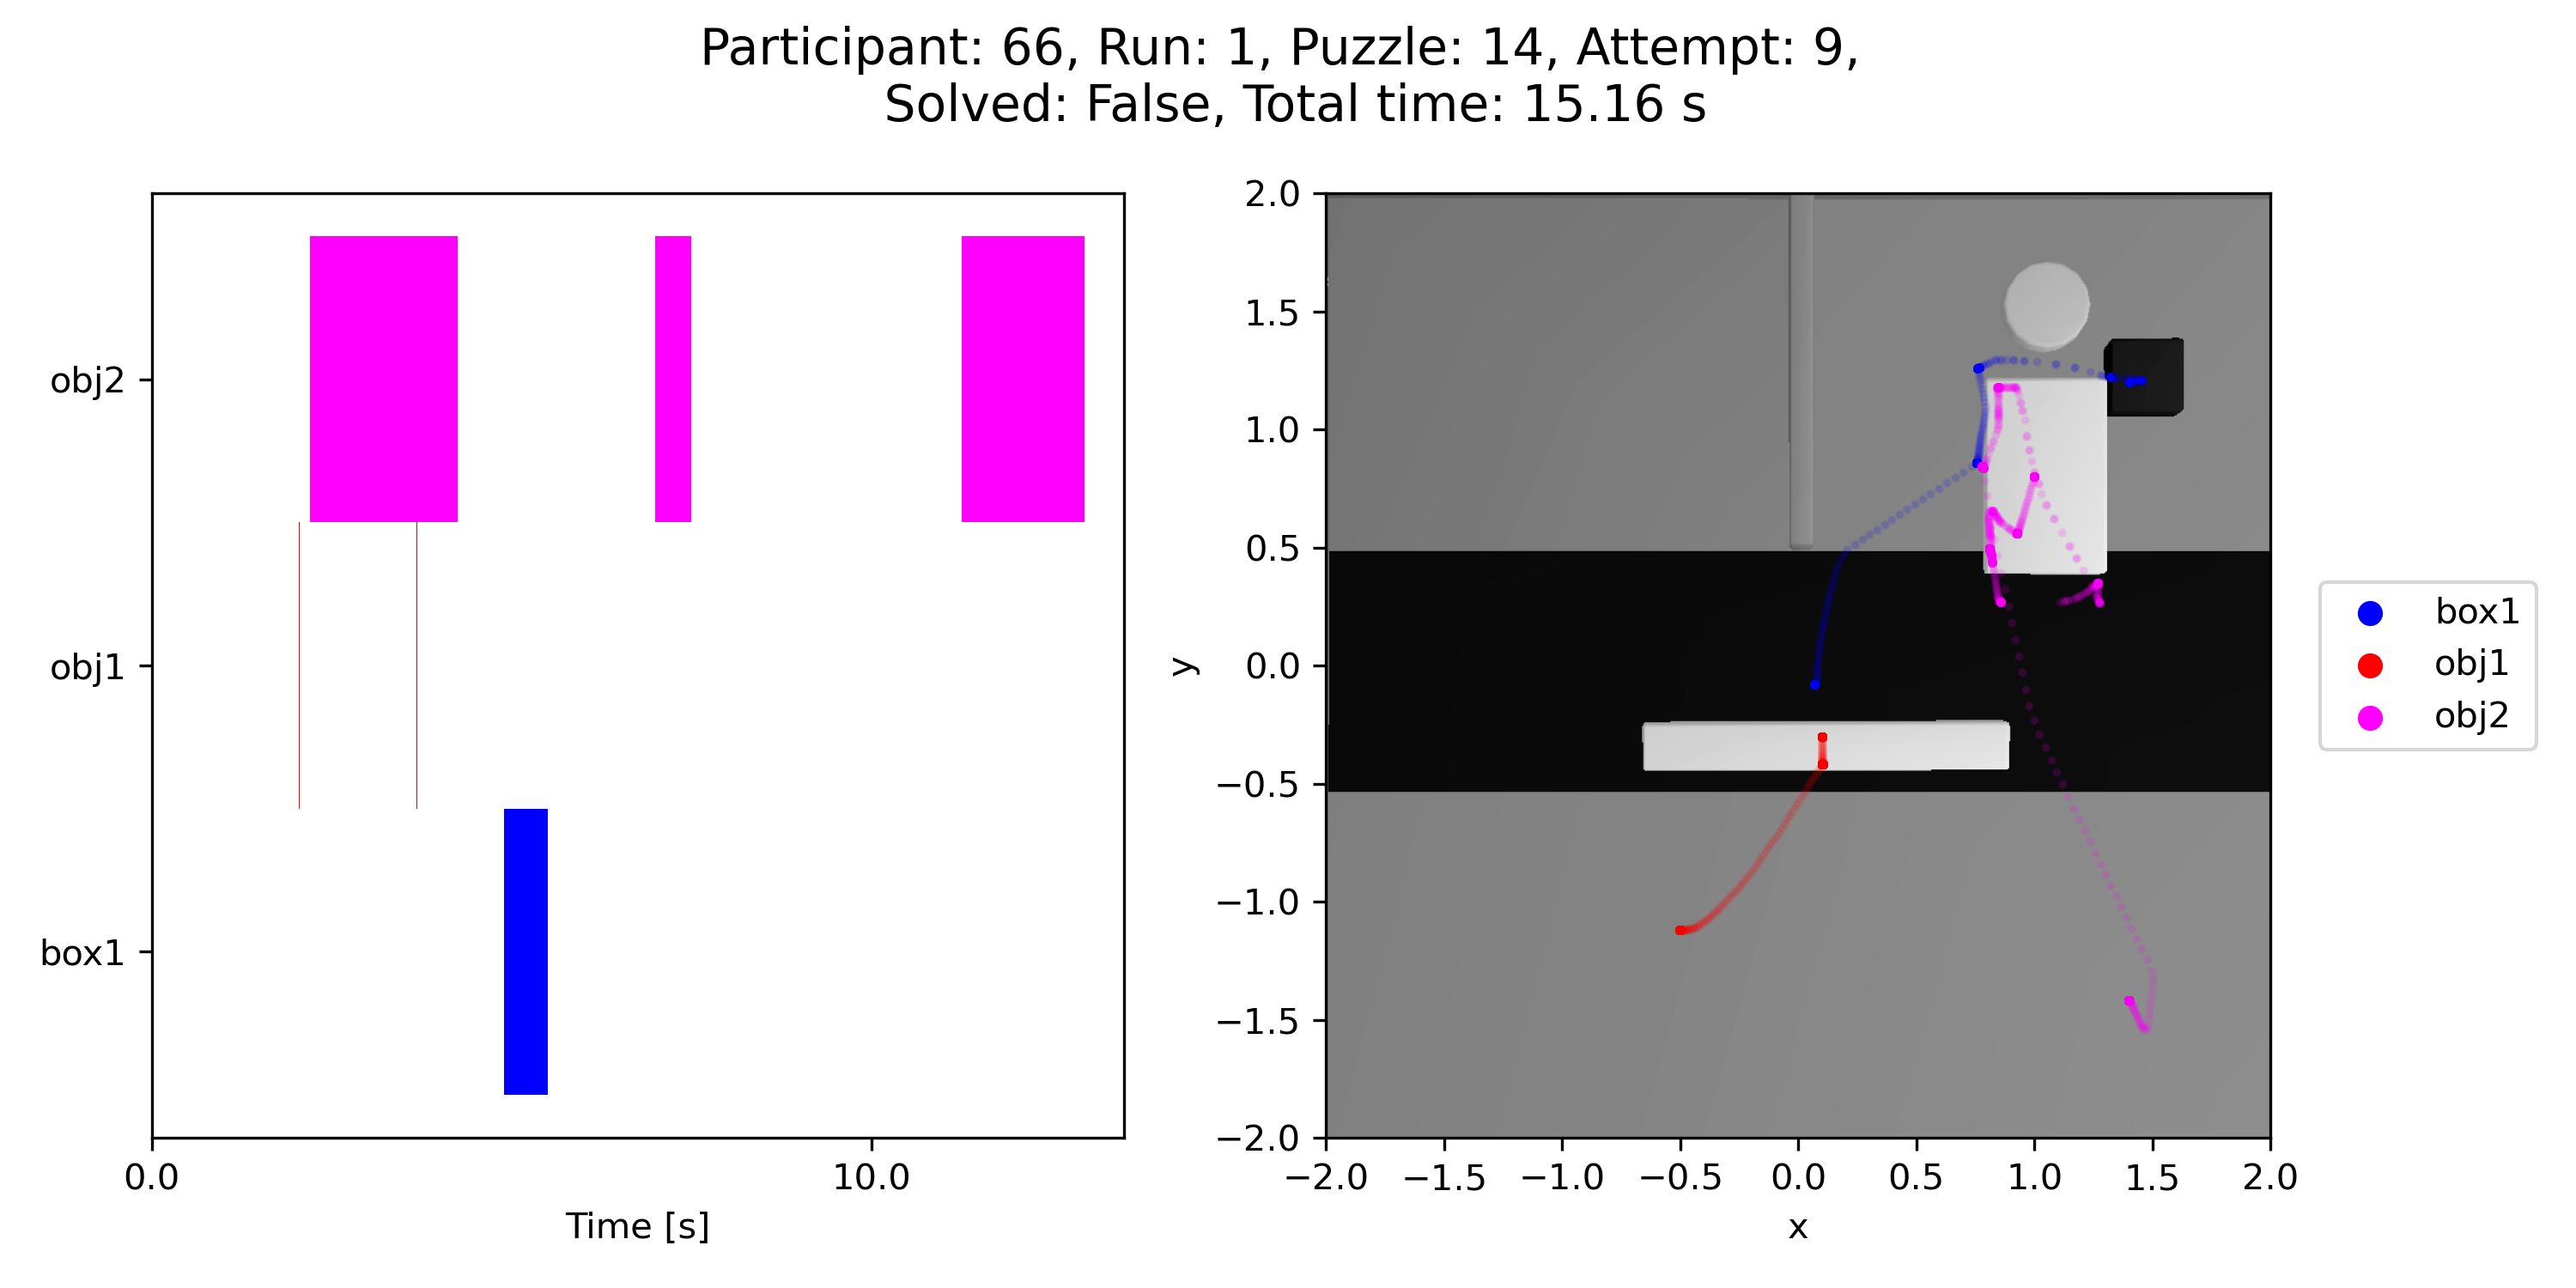 Participant: 66, Run: 1, Puzzle: 14, Attempt: 9,
Solved: False, Total time: 15.16 s
obj2
obj1
box1
0.0
10.0
Time [s]
2.0
1.5
1.0
0.5
0.0
−0.5
−1.0
−1.5
−2.0
y
−2.0
−1.5
−1.0
−0.5
0.0
0.5
1.0
1.5
2.0
x
box1
obj1
obj2